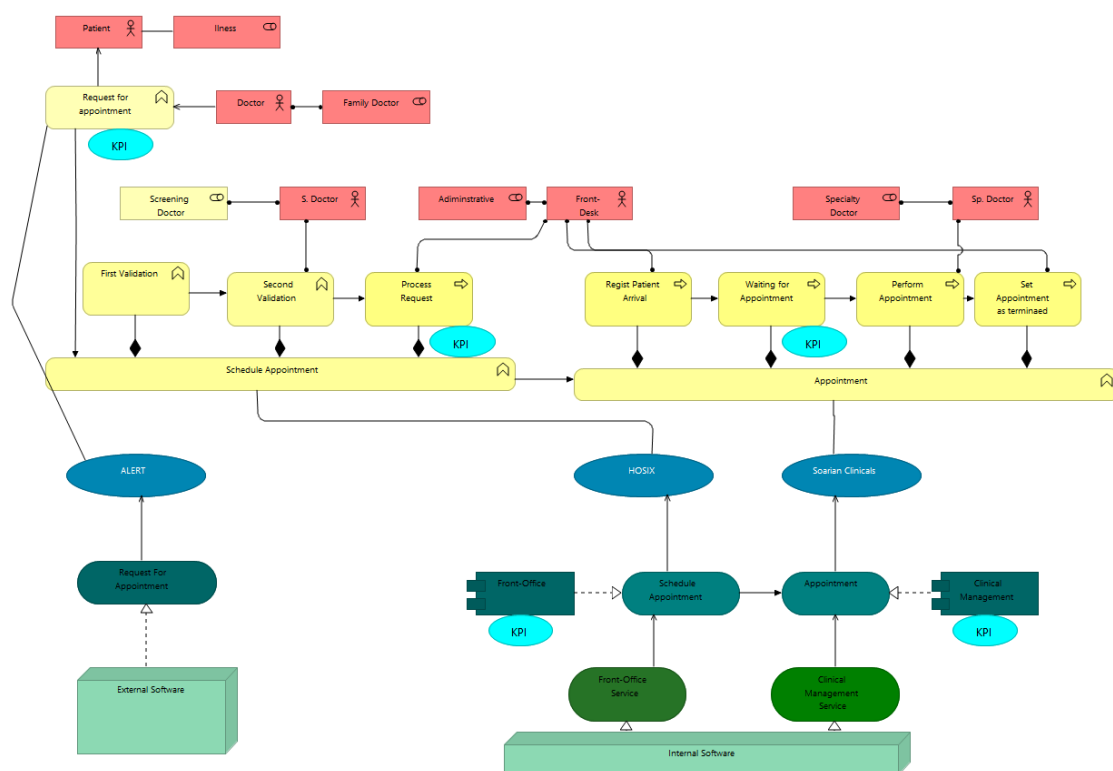 Patient
Ilness
Request for
appointment
Doctor
Family Doctor
KPI
Screening
Doctor
S. Doctor
Adiminstrative
Front-
Desk
Specialty
Doctor
Sp. Doctor
First Validation
Second
Validation
Process
Request
Regist Patient
Arrival
Waiting for
Appointment
Perform
Appointment
Set
Appointment
as terminaed
KPI
KPI
Schedule Appointment
Appointment
ALERT
HOSIX
Soarian Clinicals
Request For
Appointment
Front-Office
Schedule
Appointment
Appointment
Clinical
Management
KPI
KPI
External Software
Front-Office
Service
Clinical
Management
Service
Internal Software